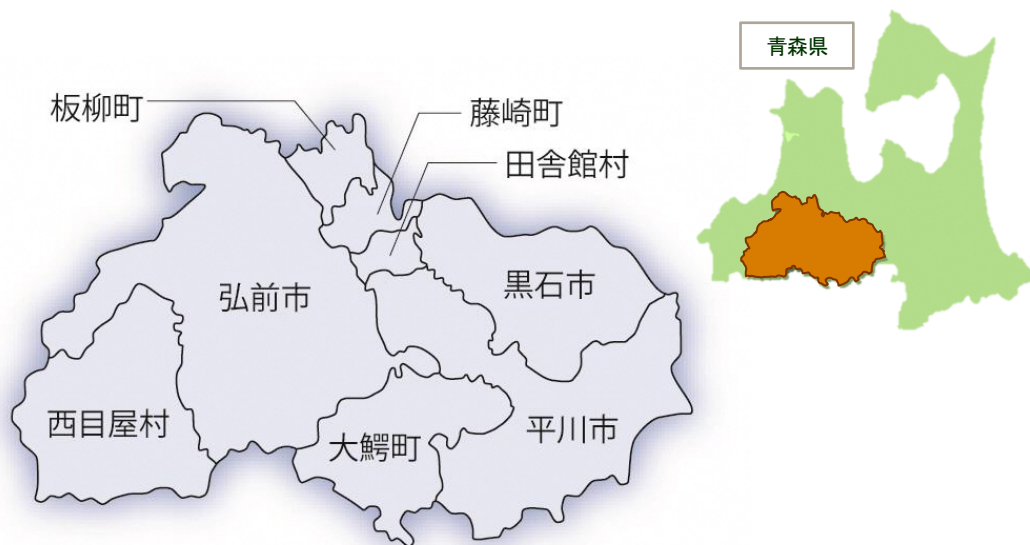 青森県
板柳町
藤崎町
田舎館村
弘前市
黒石市
西目屋村
大鰐町
平川市